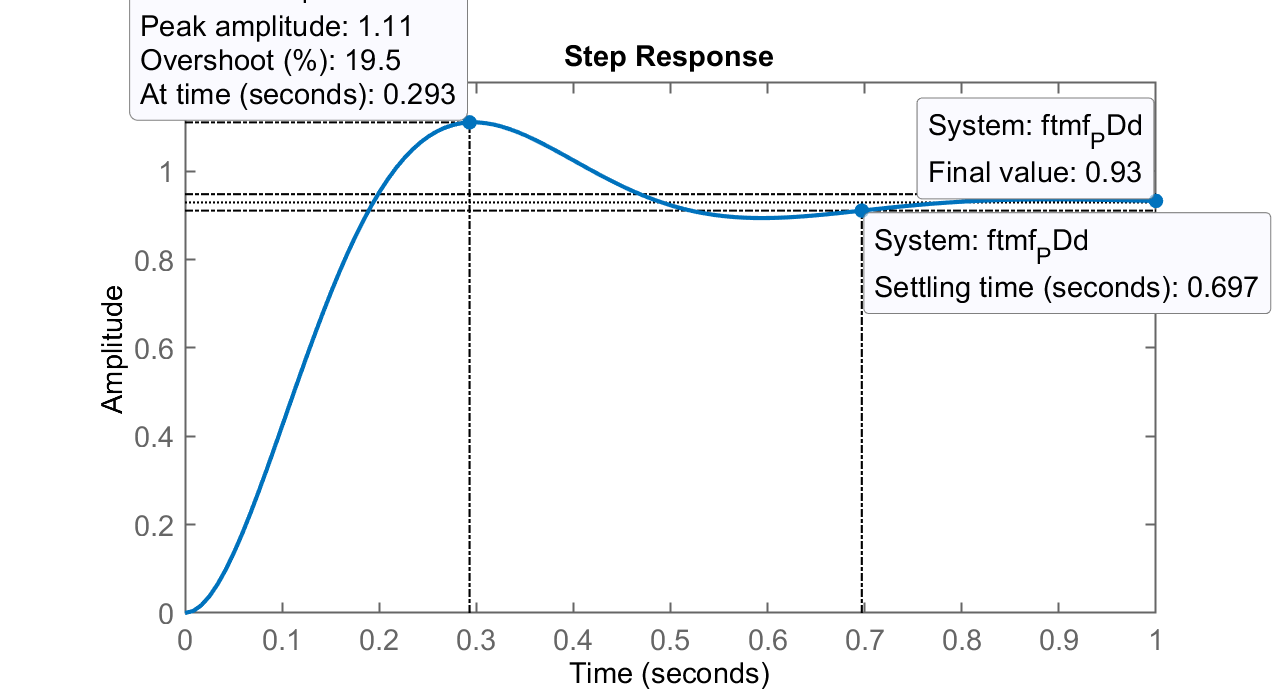 Peak amplitude: 1.11
Overshoot (%): 19.5
At time (seconds): 0.293
Step Response
System: ftmfPDd
Final value: 0.93
System: ftmfPDd
Settling time (seconds): 0.697
Amplitude
1
0.8
0.6
0.4
0.2
0
0 0.1 0.2 0.3 0.4 0.5 0.6 0.7 0.8 0.9 1
Time (seconds)